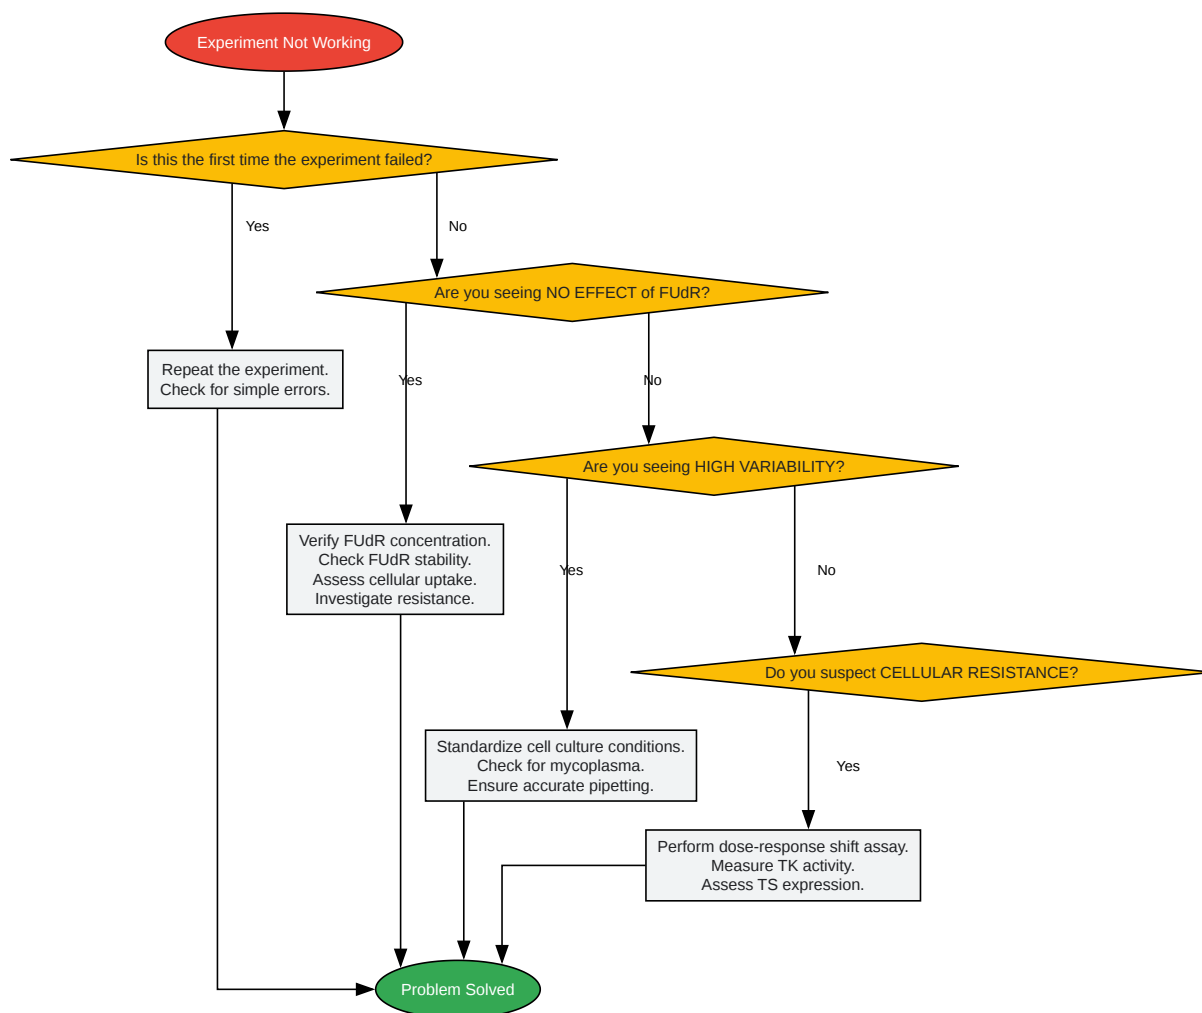 Experiment Not Working
Is this the first time the experiment failed?
Yes
No
Are you seeing NO EFFECT of FUdR?
Repeat the experiment.
Check for simple errors.
Yes
No
Are you seeing HIGH VARIABILITY?
Verify FUdR concentration.
Check FUdR stability.
Assess cellular uptake.
Investigate resistance.
Yes
No
Do you suspect CELLULAR RESISTANCE?
Standardize cell culture conditions.
Check for mycoplasma.
Ensure accurate pipetting.
Yes
Perform dose-response shift assay.
Measure TK activity.
Assess TS expression.
Problem Solved